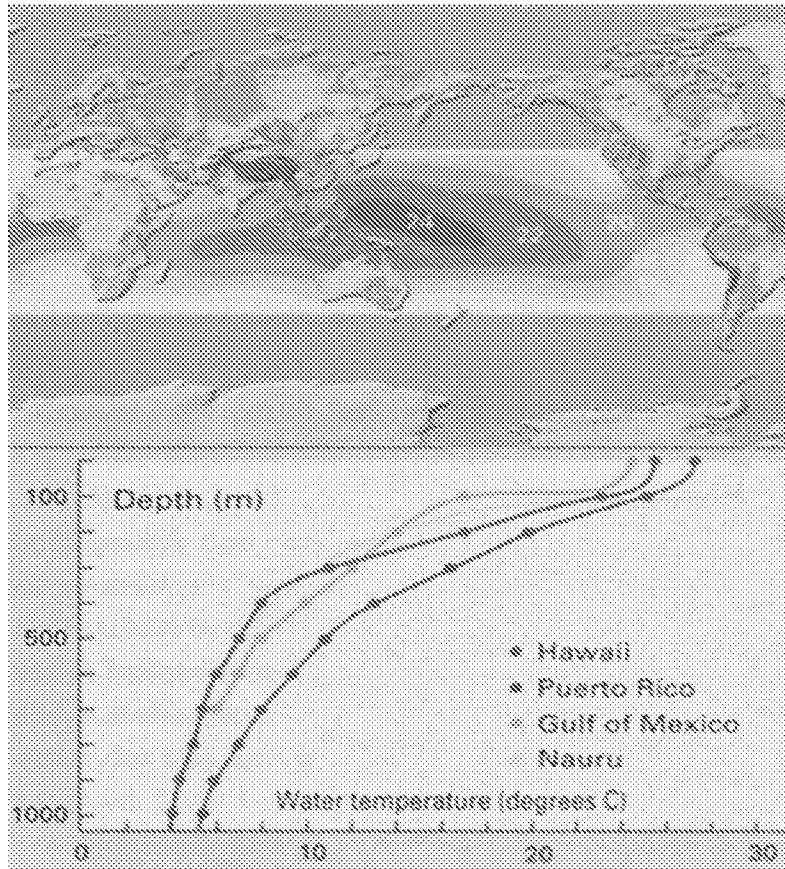 100
Depth (m)
500
Hawaii
Puerto Rico
Gulf of Mexico
Nauru
Water temperature (degrees C)
1000
0
10
20
30